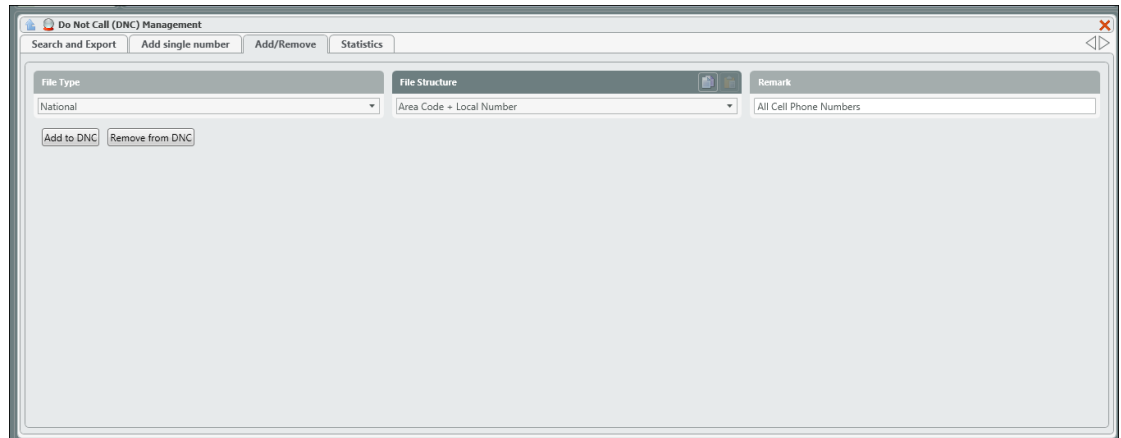 Do Not Call (DNC) Management
Search and Export Add single number Add/Remove Statistics
File Type File Structure Remark
National Area Code + Local Number All Cell Phone Numbers
Add to DNC Remove from DNC